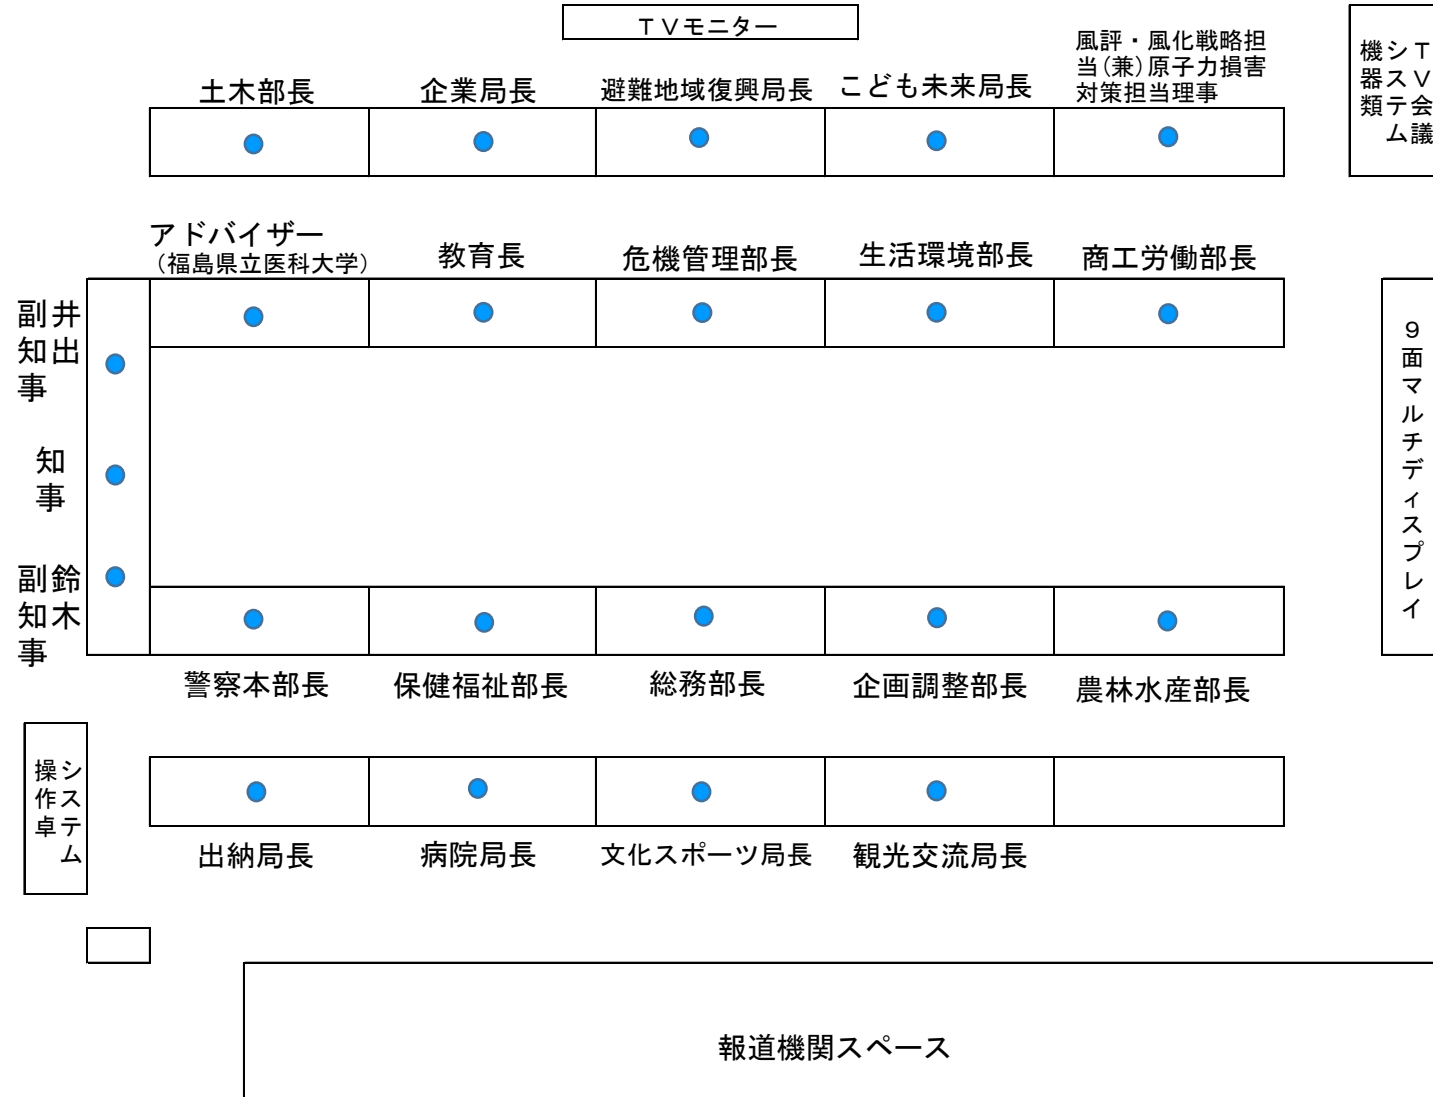 ＴＶモニター
土木部長
企業局長
避難地域復興局長
こども未来局長
風評・風化戦略担
当(兼)原子力損害
対策担当理事
ＴＶ会議
システム
機器類
アドバイザー
（福島県立医科大学）
教育長
危機管理部長
生活環境部長
商工労働部長
井出
副知事
知事
鈴木
副知事
９面マルチディスプレイ
警察本部長
保健福祉部長
総務部長
企画調整部長
農林水産部長
システム
操作卓
出納局長
病院局長
文化スポーツ局長
観光交流局長
報道機関スペース